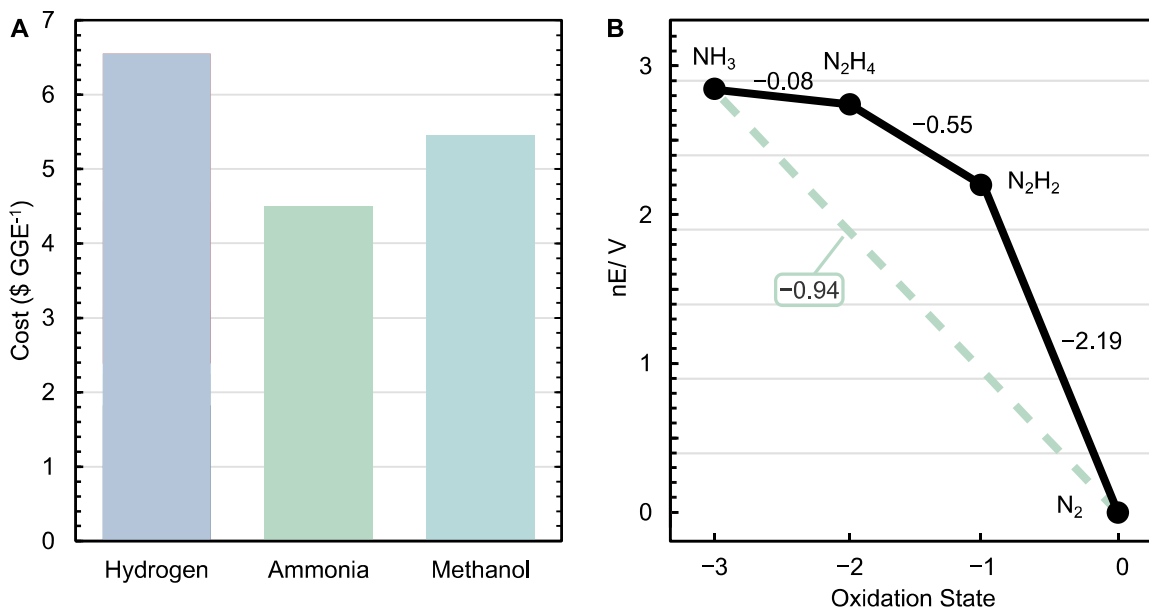 A
7
6
5
4
3
2
1
0
Cost ($ GGE⁻¹)
Hydrogen Ammonia Methanol
B
3
2
1
0
nE/ V
NH₃
N₂H₄
−0.08
−0.55
N₂H₂
−0.94
−2.19
N₂
−3 −2 −1 0
Oxidation State